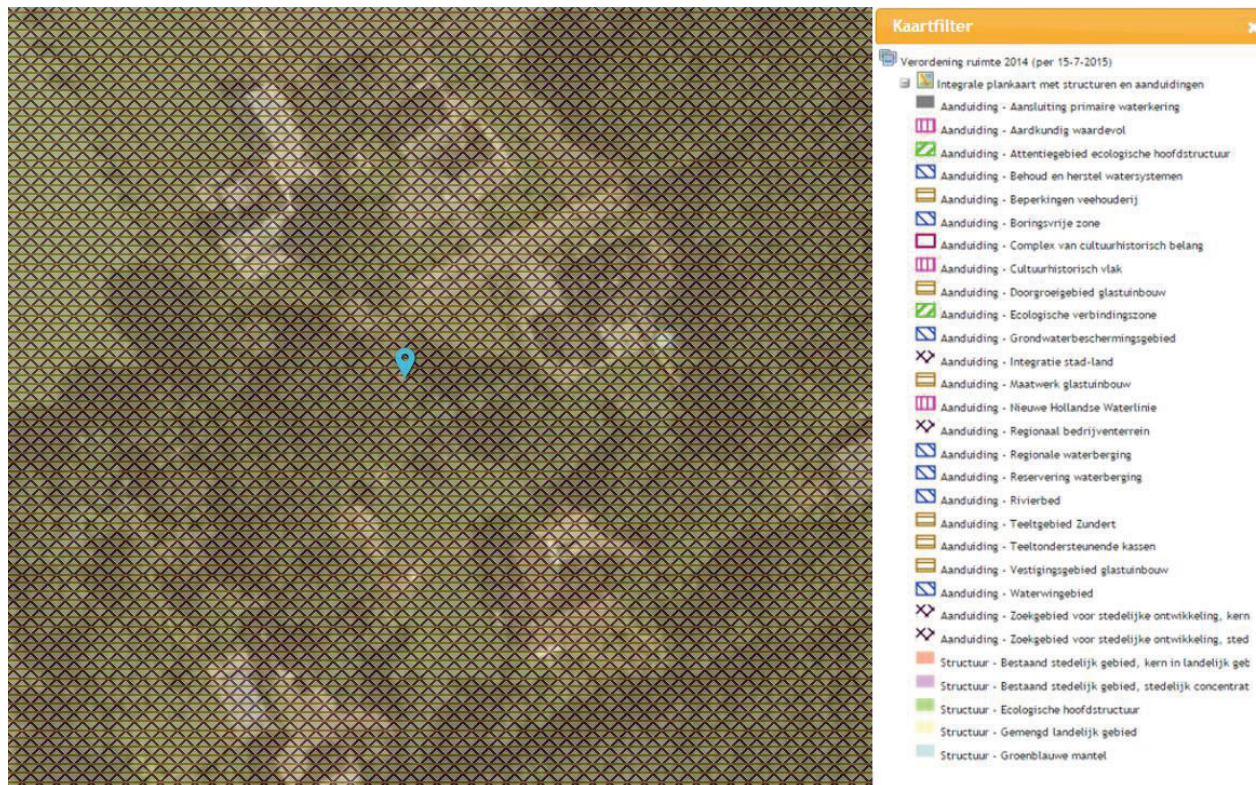 Kaartfilter
Verordening ruimte 2014 (per 15-7-2015)
Integrale plankaart met structuren en aanduidingen
Aanduiding - Aansluiting primaire waterkering
Aanduiding - Aardkundig waardevol
Aanduiding - Attentiegebied ecologische hoofdstructuur
Aanduiding - Behoud en herstel watersystemen
Aanduiding - Beperkingen veehouderij
Aanduiding - Boringsvrije zone
Aanduiding - Complex van cultuurhistorisch belang
Aanduiding - Cultuurhistorisch vlak
Aanduiding - Doorgroeigebied glastuinbouw
Aanduiding - Ecologische verbindingszone
Aanduiding - Grondwaterbeschermingsgebied
Aanduiding - Integratie stad-land
Aanduiding - Maatwerk glastuinbouw
Aanduiding - Nieuwe Hollandse Waterlinie
Aanduiding - Regionaal bedrijventerrein
Aanduiding - Regionale waterberging
Aanduiding - Reservering waterberging
Aanduiding - Rivierbed
Aanduiding - Teeltgebied Zundert
Aanduiding - Teeltondersteunende kassen
Aanduiding - Vestigingsgebied glastuinbouw
Aanduiding - Waterwingebied
Aanduiding - Zoekgebied voor stedelijke ontwikkeling, kern
Aanduiding - Zoekgebied voor stedelijke ontwikkeling, sted
Structuur - Bestaand stedelijk gebied, kern in landelijk geb
Structuur - Bestaand stedelijk gebied, stedelijk concentrat
Structuur - Ecologische hoofdstructuur
Structuur - Gemengd landelijk gebied
Structuur - Groenblauwe mantel